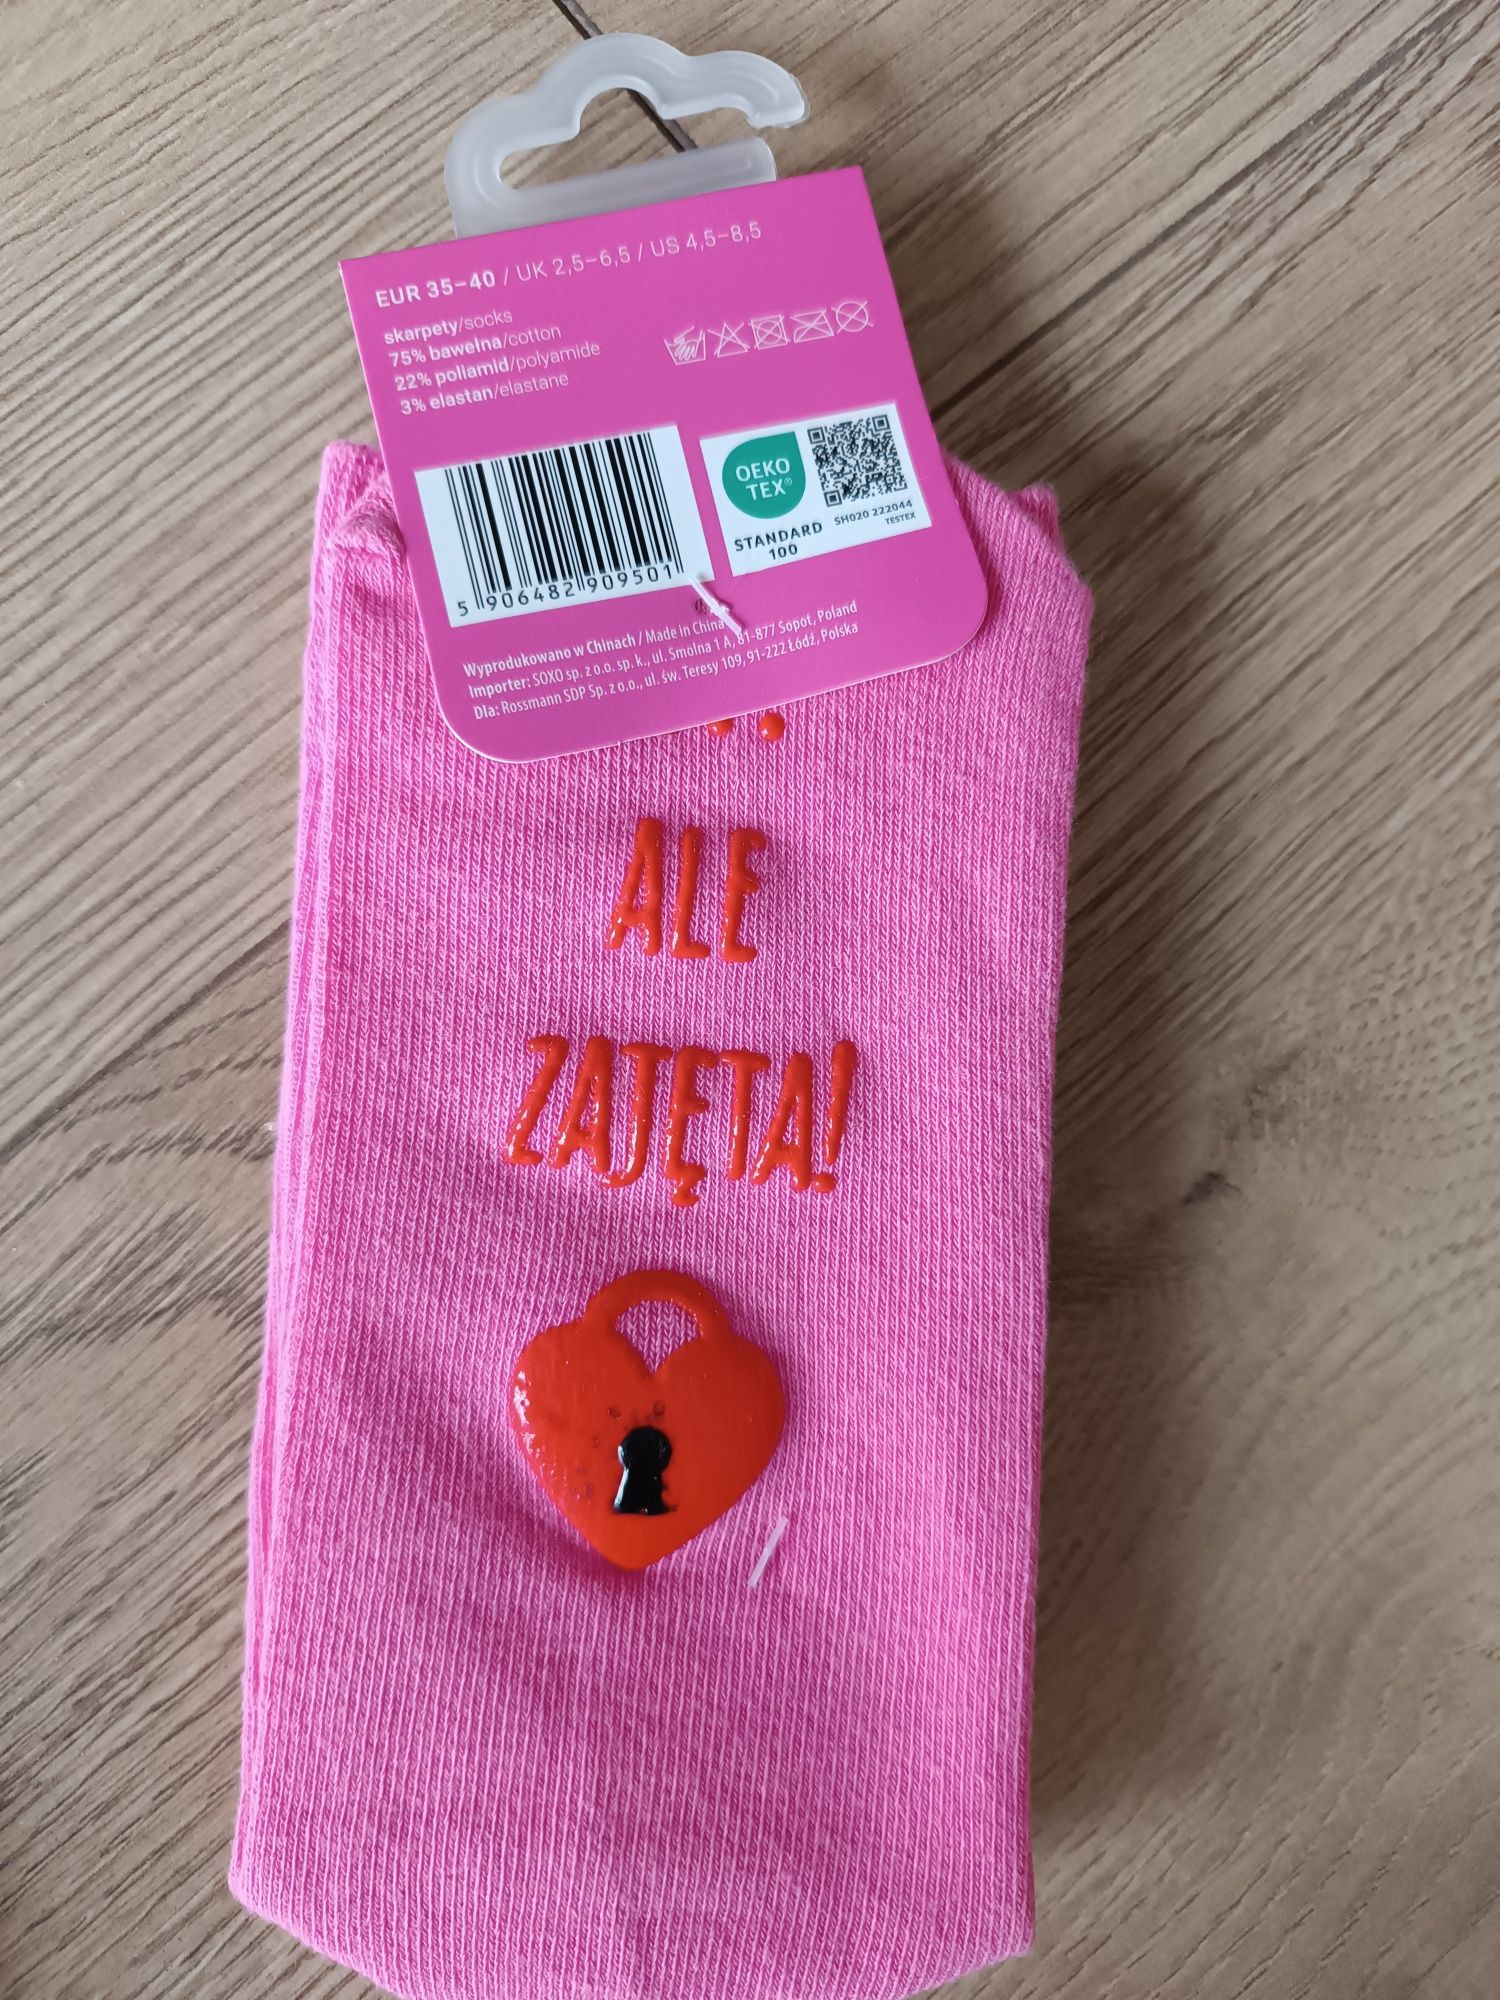 EUR 35–40 / UK 2,5–6,5 / US 4,5–8,5
skarpety/socks
75% bawełna/cotton
22% poliamid/polyamide
3% elastan/elastane
OEKO
TEX®
STANDARD
100
SH020 222044
TESTEX
5 906482 909501
Wyprodukowano w Chinach / Made in China
Importer: SOXO sp. z o.o. sp. k., ul. Smolna 1 A, 81-877 Sopot, Poland
Dla: Rossmann SDP Sp. z o.o., ul. św. Teresy 109, 91-222 Łódź, Polska
ALE
ZAJĘTA!